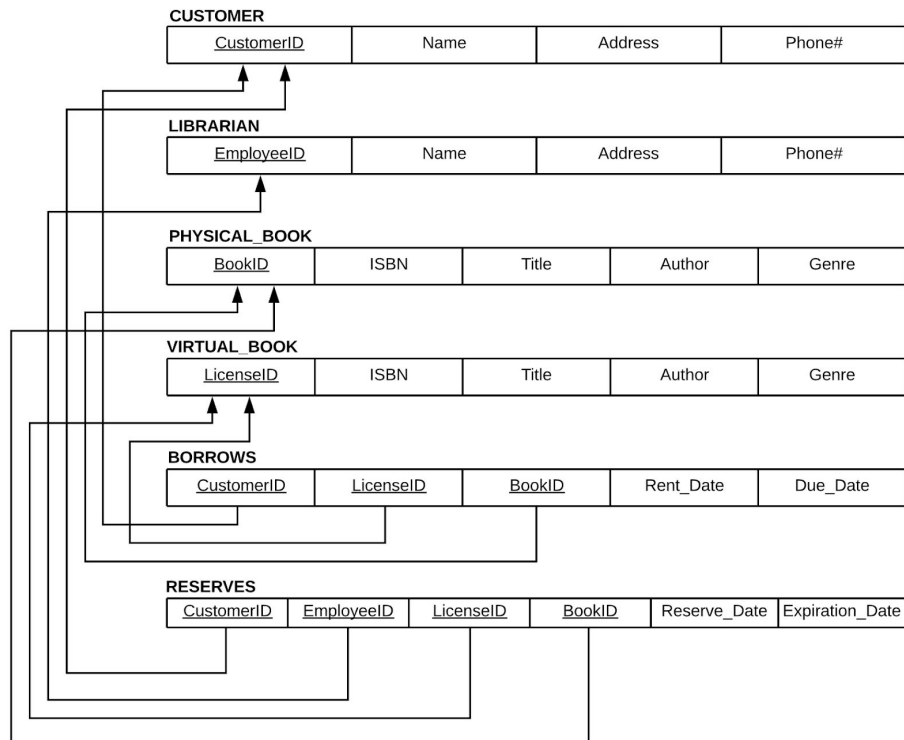 CUSTOMER
CustomerID Name Address Phone#
LIBRARIAN
EmployeeID Name Address Phone#
PHYSICAL_BOOK
BookID ISBN Title Author Genre
VIRTUAL_BOOK
LicenseID ISBN Title Author Genre
BORROWS
CustomerID LicenseID BookID Rent_Date Due_Date
RESERVES
CustomerID EmployeeID LicenseID BookID Reserve_Date Expiration_Date